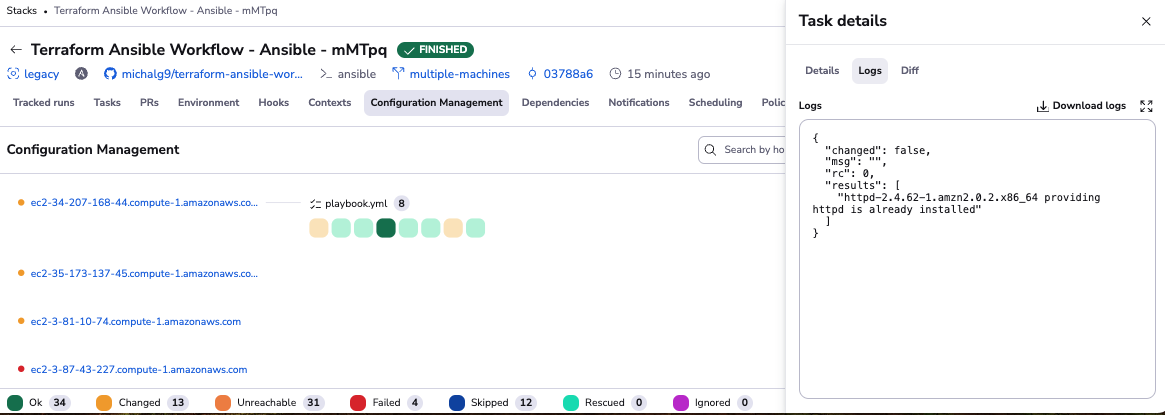 Stacks • Terraform Ansible Workflow - Ansible - mMTpq
Terraform Ansible Workflow - Ansible - mMTpq FINISHED
legacy michalg9/terraform-ansible-wor... ansible multiple-machines 03788a6 15 minutes ago
Tracked runs Tasks PRs Environment Hooks Contexts Configuration Management Dependencies Notifications Scheduling Polic
Configuration Management
Search by ho
ec2-34-207-168-44.compute-1.amazonaws.co...
playbook.yml 8
ec2-35-173-137-45.compute-1.amazonaws.co...
ec2-3-81-10-74.compute-1.amazonaws.com
ec2-3-87-43-227.compute-1.amazonaws.com
Ok 34 Changed 13 Unreachable 31 Failed 4 Skipped 12 Rescued 0 Ignored 0
Task details
Details Logs Diff
Logs
Download logs
{
"changed": false,
"msg": "",
"rc": 0,
"results": [
"httpd-2.4.62-1.amzn2.0.2.x86_64 providing
httpd is already installed"
]
}